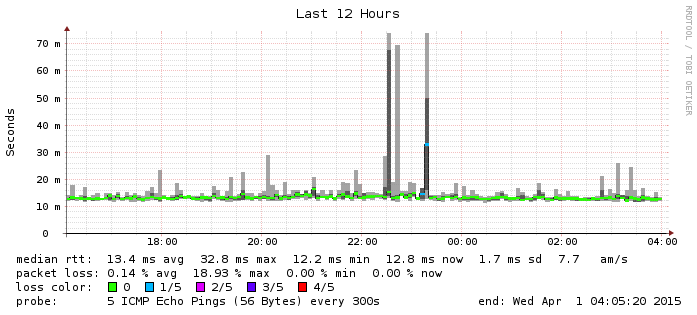 Last 12 Hours
RRDTOOL / TOBI OETIKER
Seconds
70 m
60 m
50 m
40 m
30 m
20 m
10 m
0
18:00 20:00 22:00 00:00 02:00 04:00
median rtt: 13.4 ms avg 32.8 ms max 12.2 ms min 12.8 ms now 1.7 ms sd 7.7 am/s
packet loss: 0.14 % avg 18.93 % max 0.00 % min 0.00 % now
loss color: 0 1/5 2/5 3/5 4/5
probe: 5 ICMP Echo Pings (56 Bytes) every 300s end: Wed Apr 1 04:05:20 2015